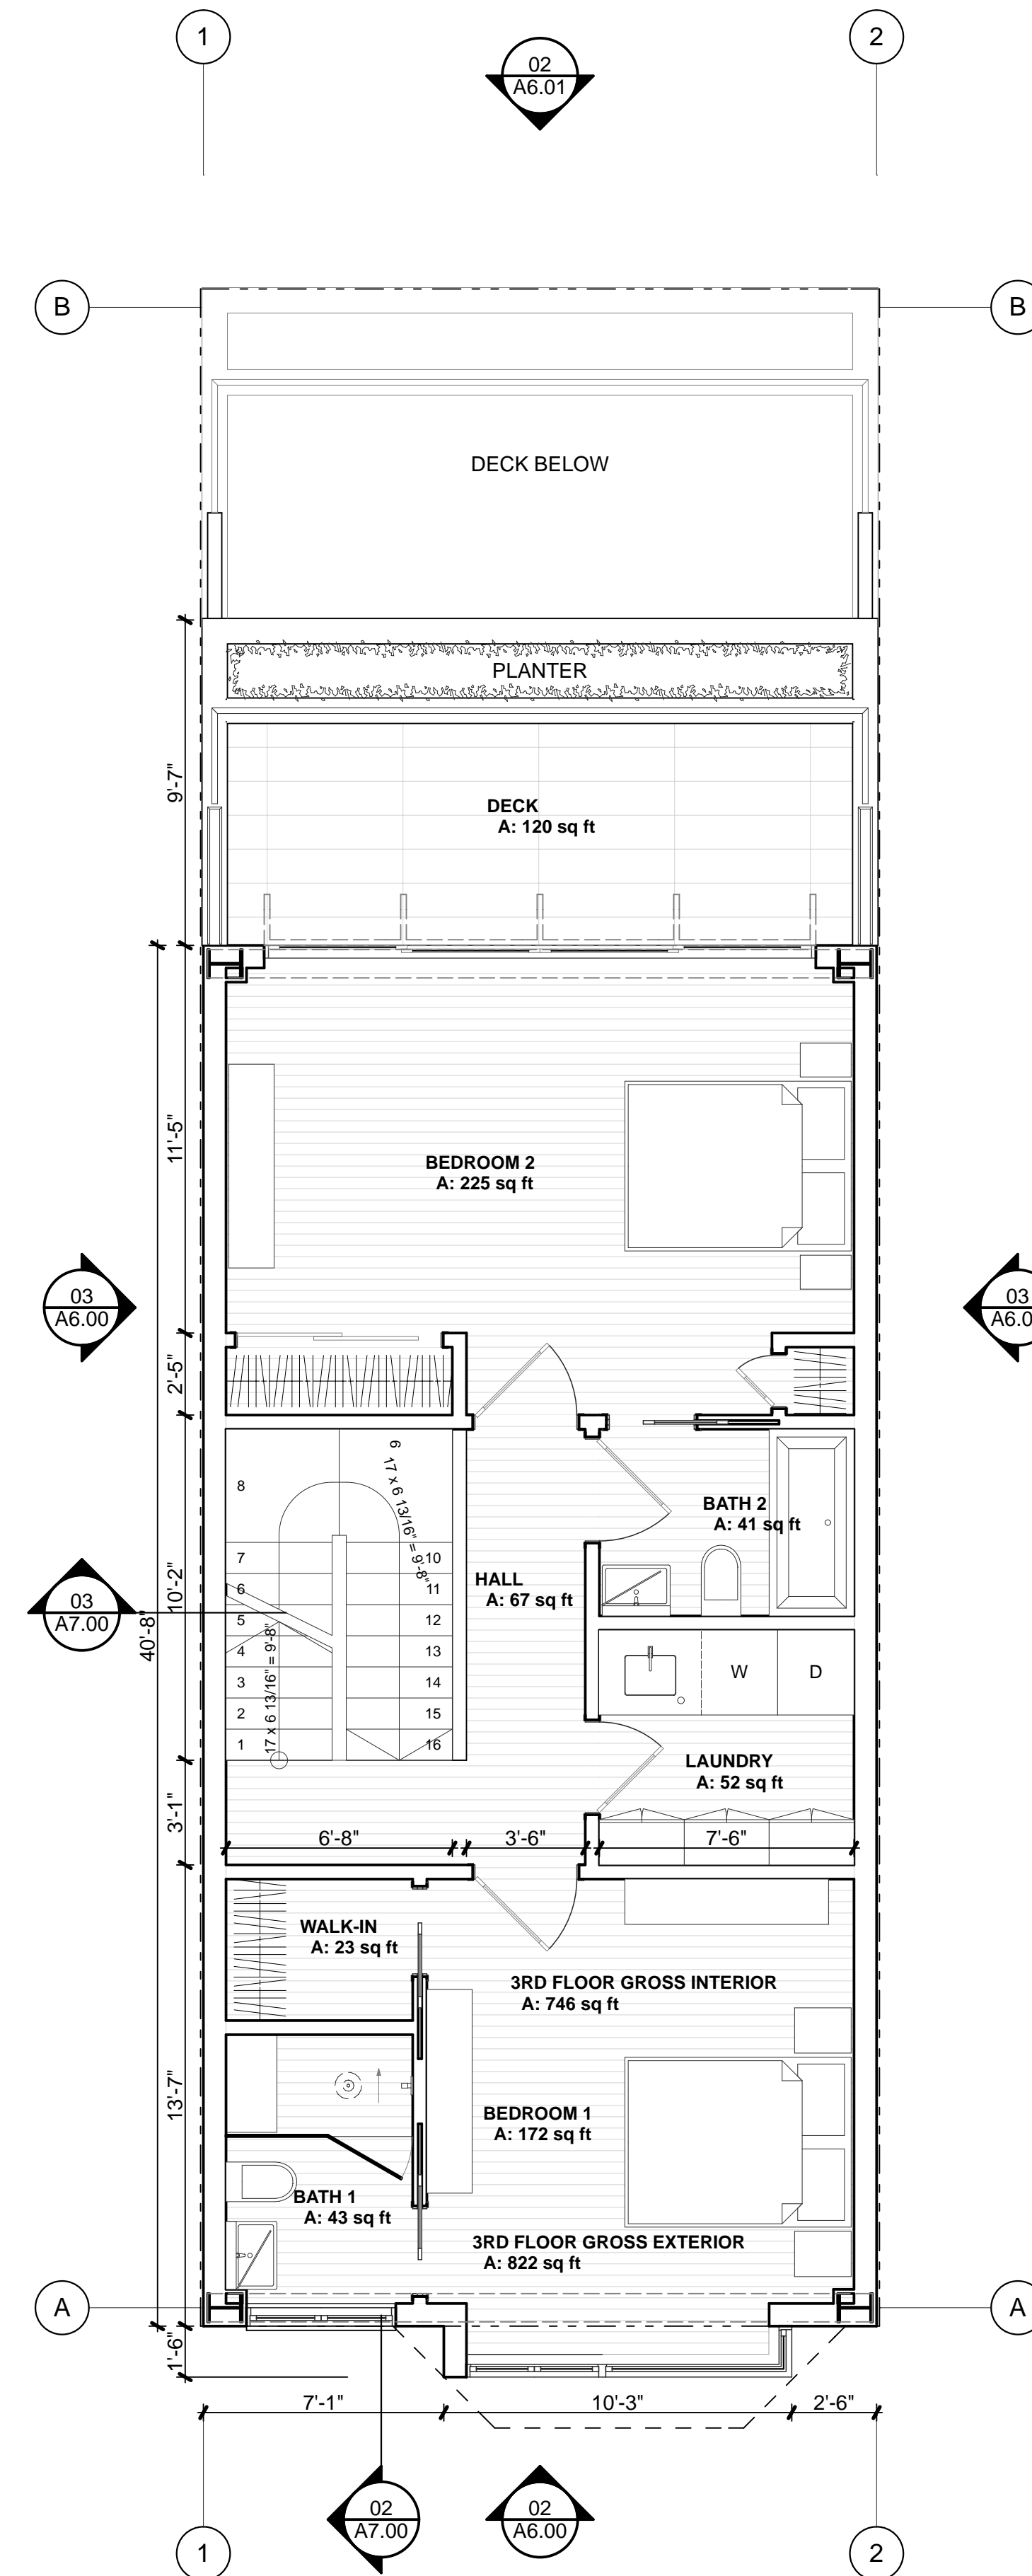 1
2
02
A6.01
B
B
DECK BELOW
PLANTER
9'-7"
DECK
A: 120 sq ft
11'-5"
BEDROOM 2
A: 225 sq ft
03
A6.00
03
2'-5"
8
7
6
5
4
3
2
1
6
17 x 6 13/16" = 9'-8"
10
11
12
13
14
15
16
17 x 6 13/16" = 9'-8"
BATH 2
A: 41 sq ft
HALL
A: 67 sq ft
03
A7.00
10'-2"
40'-8"
W
D
LAUNDRY
A: 52 sq ft
3'-1"
6'-8"
3'-6"
7'-6"
WALK-IN
A: 23 sq ft
3RD FLOOR GROSS INTERIOR
A: 746 sq ft
13'-7"
BEDROOM 1
A: 172 sq ft
BATH 1
A: 43 sq ft
3RD FLOOR GROSS EXTERIOR
A: 822 sq ft
A
A
1'-6"
7'-1"
10'-3"
2'-6"
02
A7.00
02
A6.00
1
2